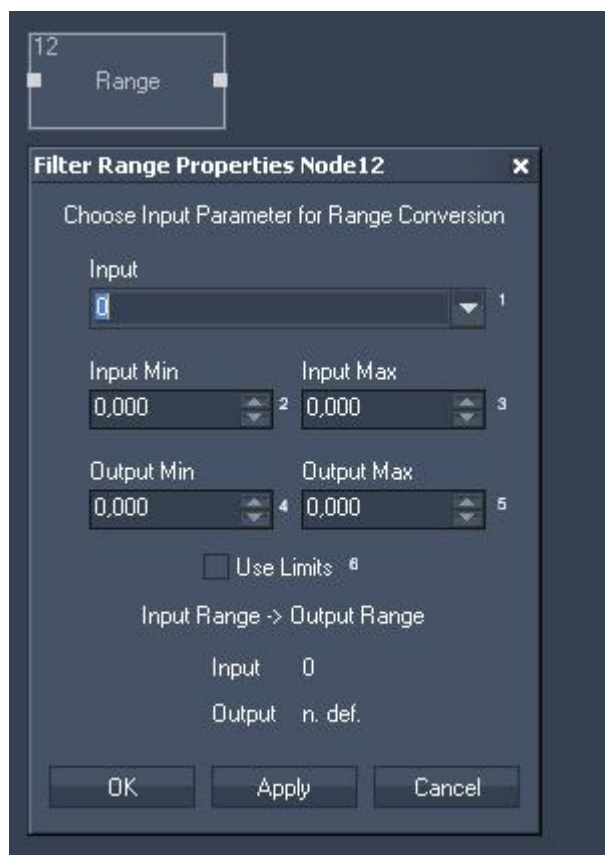 12
Range
Filter Range Properties Node12 ×
Choose Input Parameter for Range Conversion
Input
0 1
Input Min Input Max
0,000 2 0,000 3
Output Min Output Max
0,000 4 0,000 5
Use Limits 6
Input Range -> Output Range
Input 0
Output n. def.
OK Apply Cancel